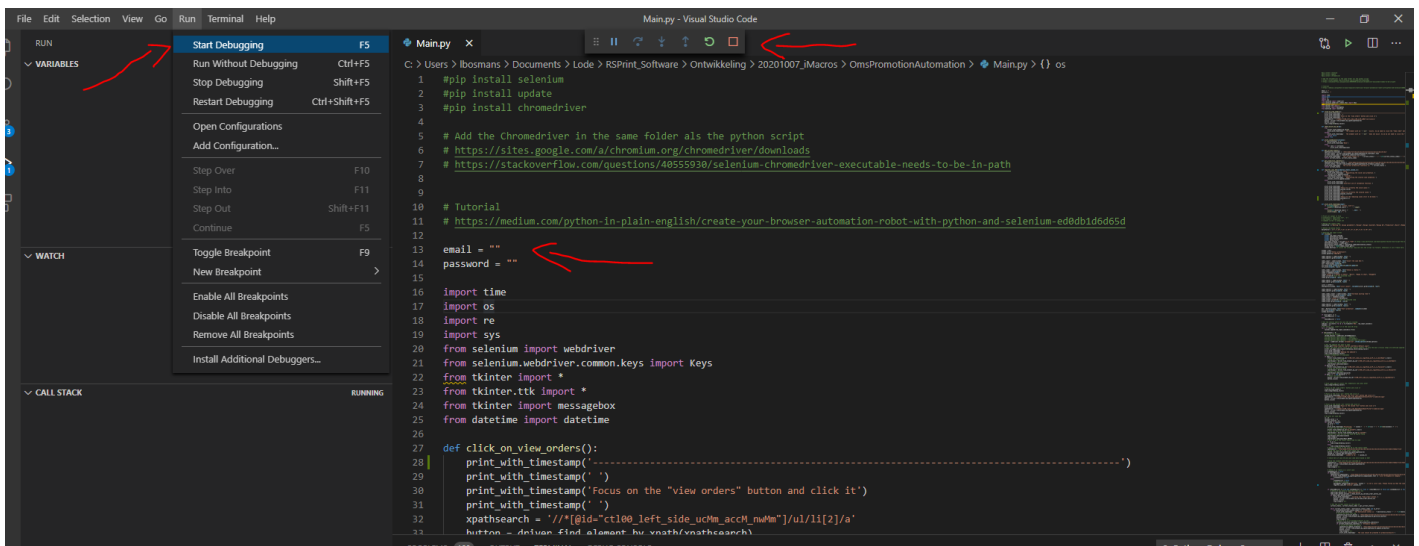 File Edit Selection View Go Run Terminal Help Main.py - Visual Studio Code
RUN
VARIABLES
WATCH
CALL STACK RUNNING
3
1
Start Debugging F5
Run Without Debugging Ctrl+F5
Stop Debugging Shift+F5
Restart Debugging Ctrl+Shift+F5
Open Configurations
Add Configuration...
Step Over F10
Step Into F11
Step Out Shift+F11
Continue F5
Toggle Breakpoint F9
New Breakpoint
Enable All Breakpoints
Disable All Breakpoints
Remove All Breakpoints
Install Additional Debuggers...
Main.py
C: > Users > lbosmans > Documents > Lode > RSPrint_Software > Ontwikkeling > 20201007_iMacros > OmsPromotionAutomation > Main.py > {} os
1 #pip install selenium
2 #pip install update
3 #pip install chromedriver
4
5 # Add the Chromedriver in the same folder als the python script
6 # https://sites.google.com/a/chromium.org/chromedriver/downloads
7 # https://stackoverflow.com/questions/40555930/selenium-chromedriver-executable-needs-to-be-in-path
8
9
10 # Tutorial
11 # https://medium.com/python-in-plain-english/create-your-browser-automation-robot-with-python-and-selenium-ed0db1d6d65d
12
13 email = ""
14 password = ""
15
16 import time
17 import os
18 import re
19 import sys
20 from selenium import webdriver
21 from selenium.webdriver.common.keys import Keys
22 from tkinter import *
23 from tkinter.ttk import *
24 from tkinter import messagebox
25 from datetime import datetime
26
27 def click_on_view_orders():
28 print_with_timestamp('--------------------------------------------------------------------------------------')
29 print_with_timestamp(' ')
30 print_with_timestamp('Focus on the "view orders" button and click it')
31 print_with_timestamp(' ')
32 xpathsearch = '//*[@id="ctl00_left_side_ucMm_accM_nwMm"]/ul/li[2]/a'
33 button = driver.find_element_by_xpath(xpathsearch)